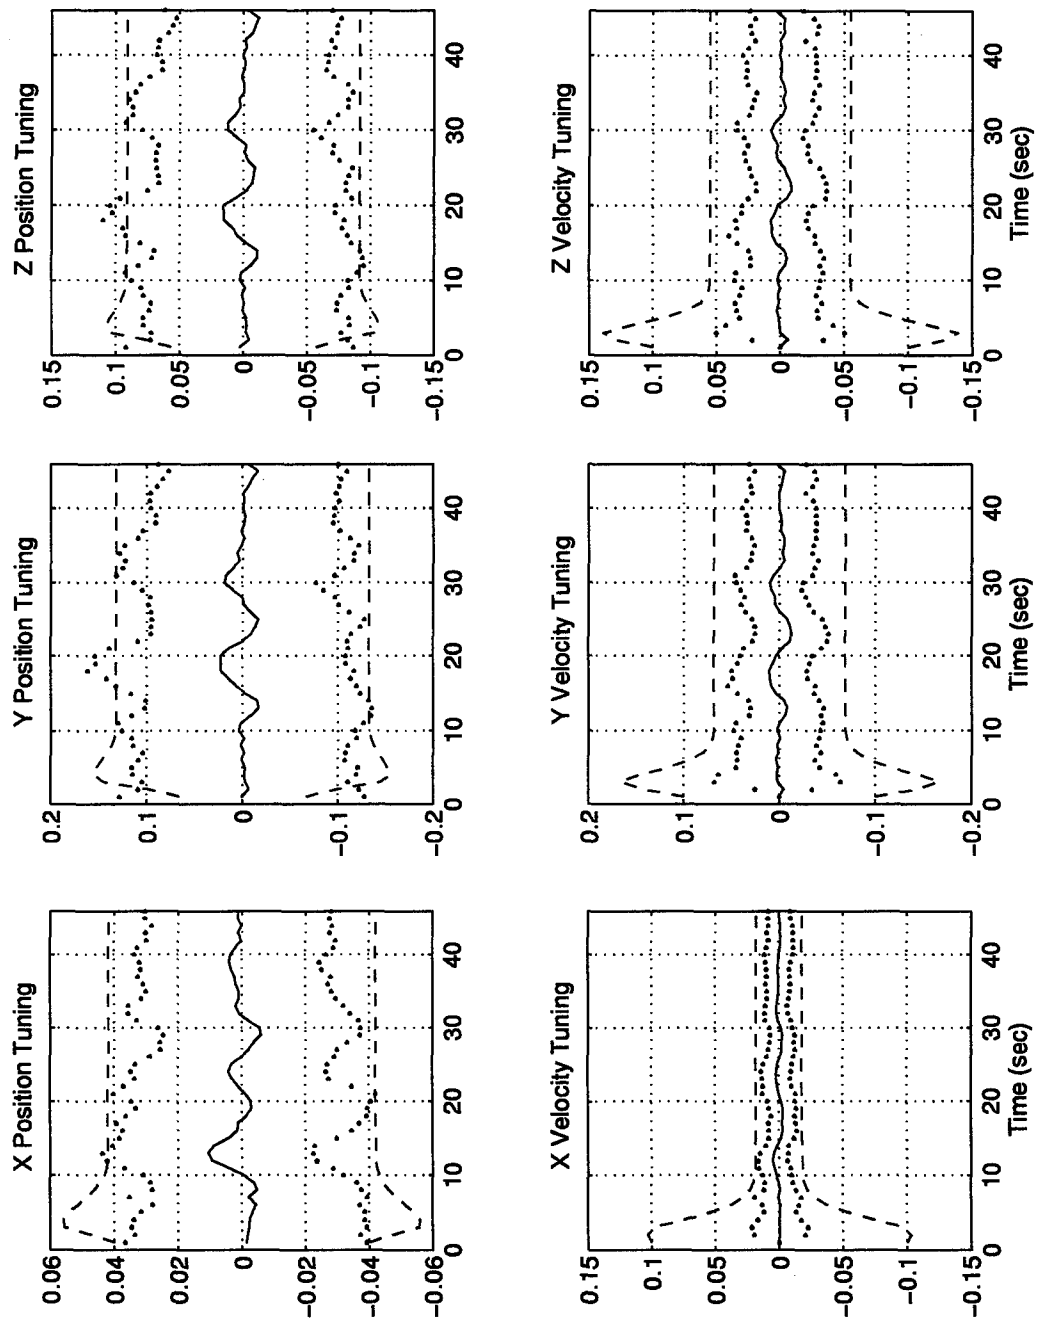 X Position Tuning
0.06
0.04
0.02
0
−0.02
−0.04
−0.06
0 10 20 30 40
Y Position Tuning
0.2
0.1
0
−0.1
−0.2
0 10 20 30 40
Z Position Tuning
0.15
0.1
0.05
0
−0.05
−0.1
−0.15
0 10 20 30 40
X Velocity Tuning
0.15
0.1
0.05
0
−0.05
−0.1
−0.15
0 10 20 30 40
Time (sec)
Y Velocity Tuning
0.2
0.1
0
−0.1
−0.2
0 10 20 30 40
Time (sec)
Z Velocity Tuning
0.15
0.1
0.05
0
−0.05
−0.1
−0.15
0 10 20 30 40
Time (sec)